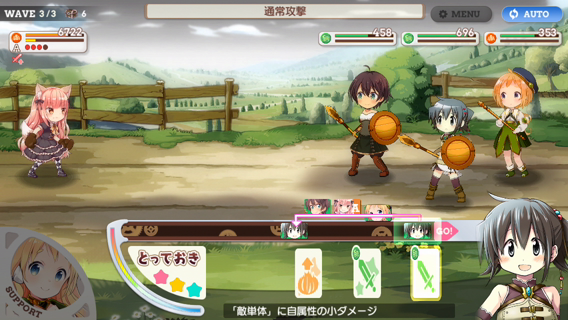 WAVE 3/3 6
通常攻撃
MENU
AUTO
6722
458
696
353
GO!
とっておき
SUPPORT
「敵単体」に自属性の小ダメージ